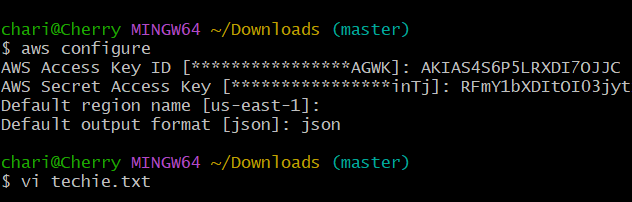 chari@Cherry MINGW64 ~/Downloads (master)
$ aws configure
AWS Access Key ID [****************AGWK]: AKIAS4S6P5LRXDI7OJJC
AWS Secret Access Key [****************inTj]: RFmY1bXDItOIO3jyt
Default region name [us-east-1]:
Default output format [json]: json
chari@Cherry MINGW64 ~/Downloads (master)
$ vi techie.txt